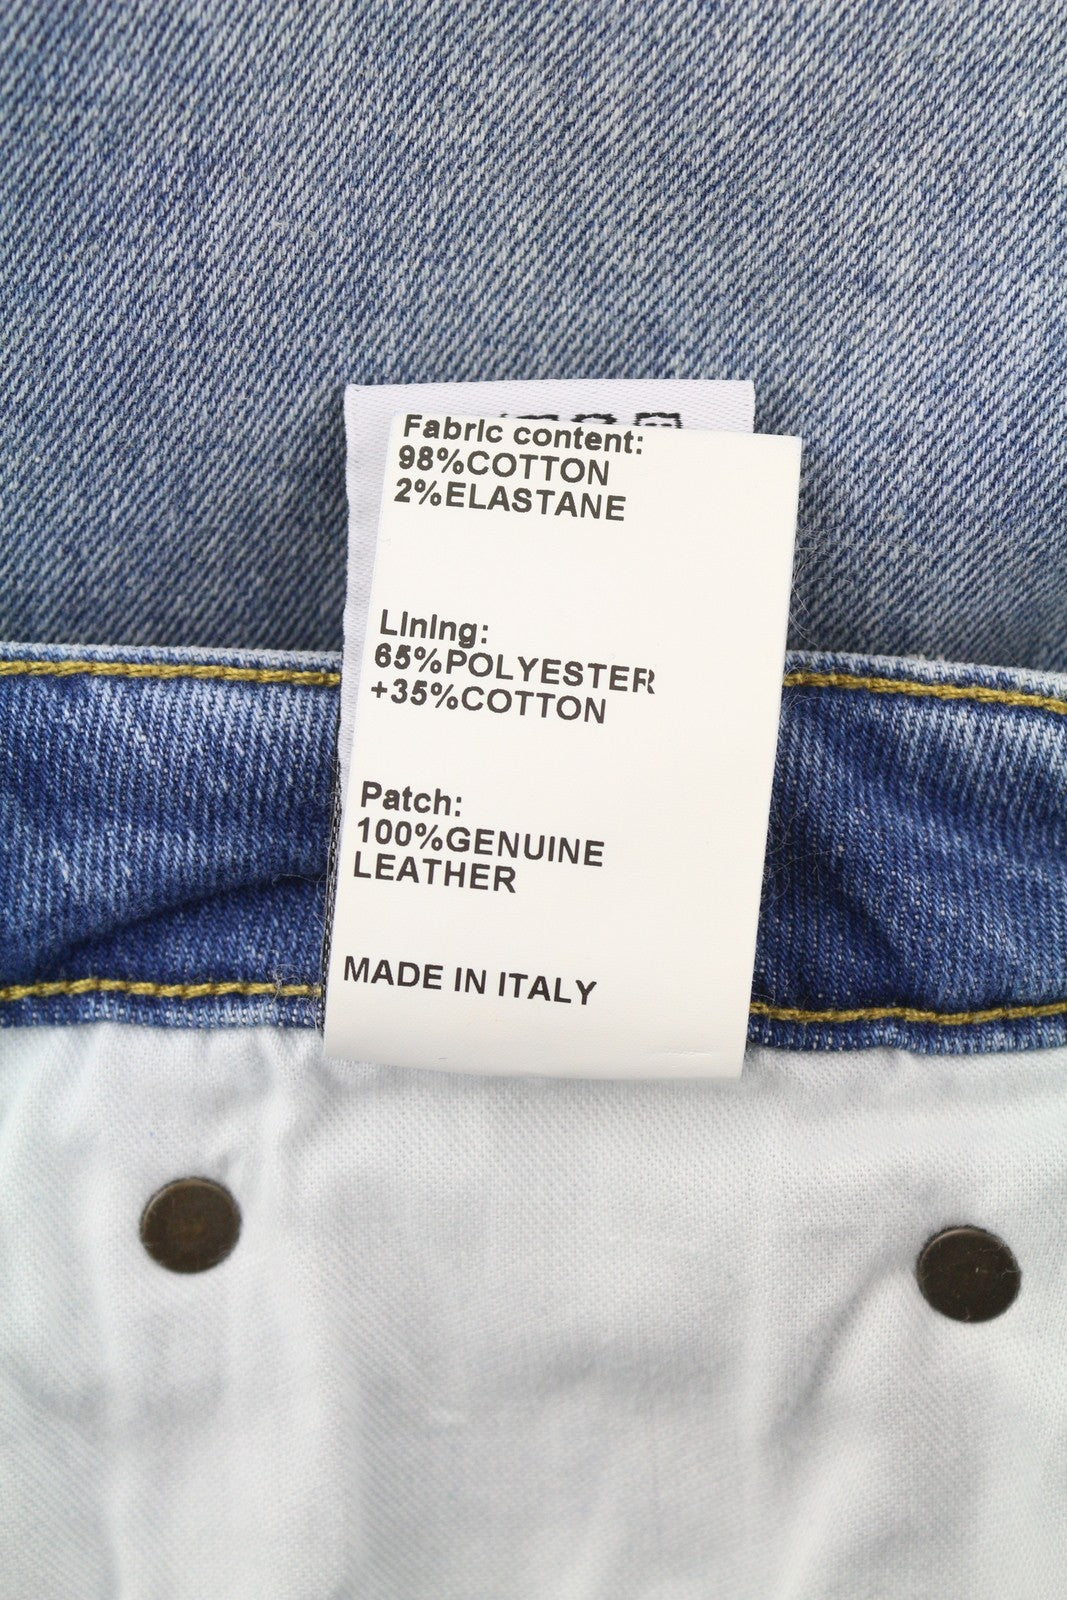 Fabric content:
98%COTTON
2%ELASTANE
Lining:
65%POLYESTER
+35%COTTON
Patch:
100%GENUINE
LEATHER
MADE IN ITALY